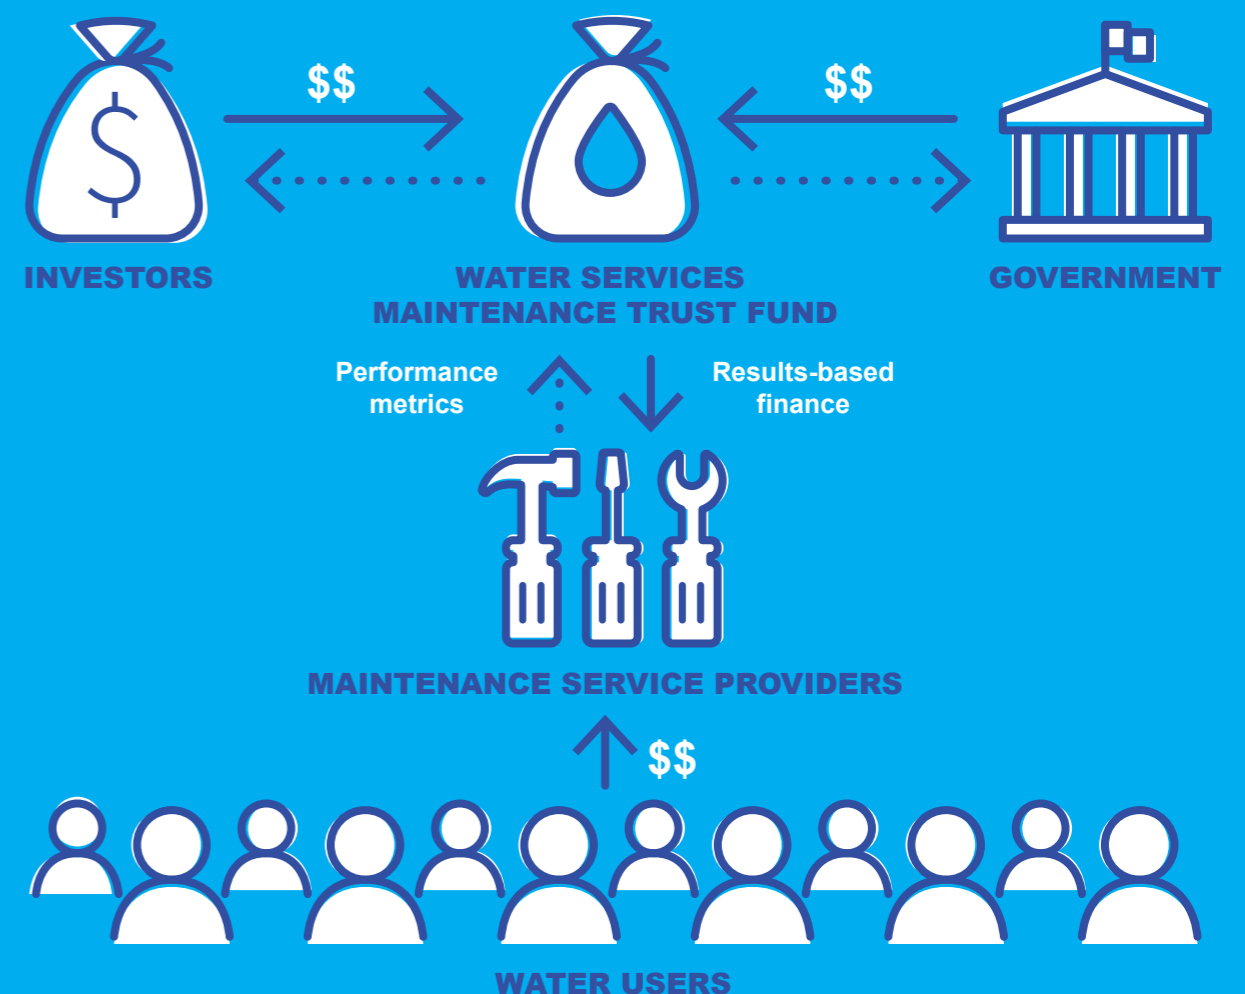 $$
$$
$
INVESTORS
WATER SERVICES
MAINTENANCE TRUST FUND
GOVERNMENT
Performance
metrics
Results-based
finance
MAINTENANCE SERVICE PROVIDERS
$$
WATER USERS